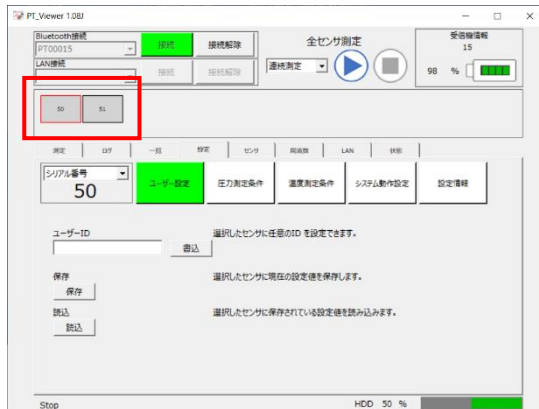 PT_Viewer 1.08J
Bluetooth接続
PT00015
接続
接続解除
LAN接続
接続
接続解除
全センサ測定
連続測定
受信機情報
15
98 %
50
51
測定
ログ
一覧
設定
センサ
周波数
LAN
状態
シリアル番号
50
ユーザー設定
圧力測定条件
温度測定条件
システム動作設定
設定情報
ユーザーID
書込
選択したセンサに任意のID を設定できます。
保存
保存
選択したセンサに現在の設定値を保存します。
読込
読込
選択したセンサに保存されている設定値を読み込みます。
Stop
HDD 50 %